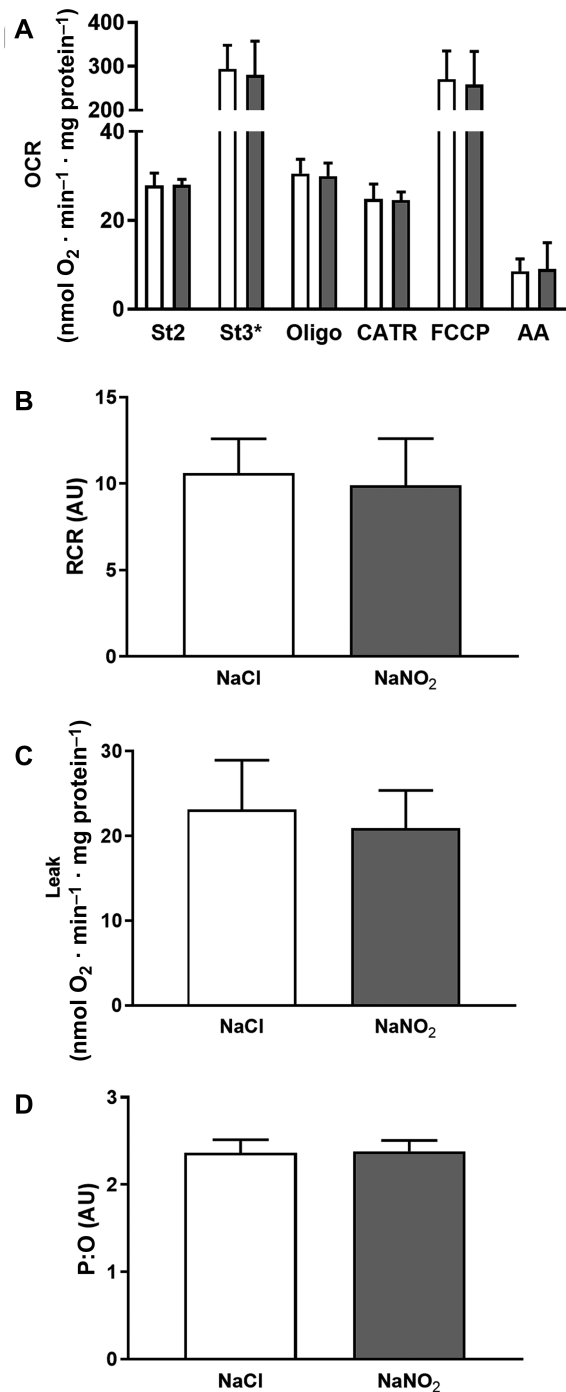 A
OCR
(nmol O₂ · min⁻¹ · mg protein⁻¹)
400
300
200
40
20
0
St2 St3* Oligo CATR FCCP AA
B
RCR (AU)
15
10
5
0
NaCl NaNO₂
C
Leak
(nmol O₂ · min⁻¹ · mg protein⁻¹)
30
20
10
0
NaCl NaNO₂
D
P:O (AU)
3
2
1
0
NaCl NaNO₂